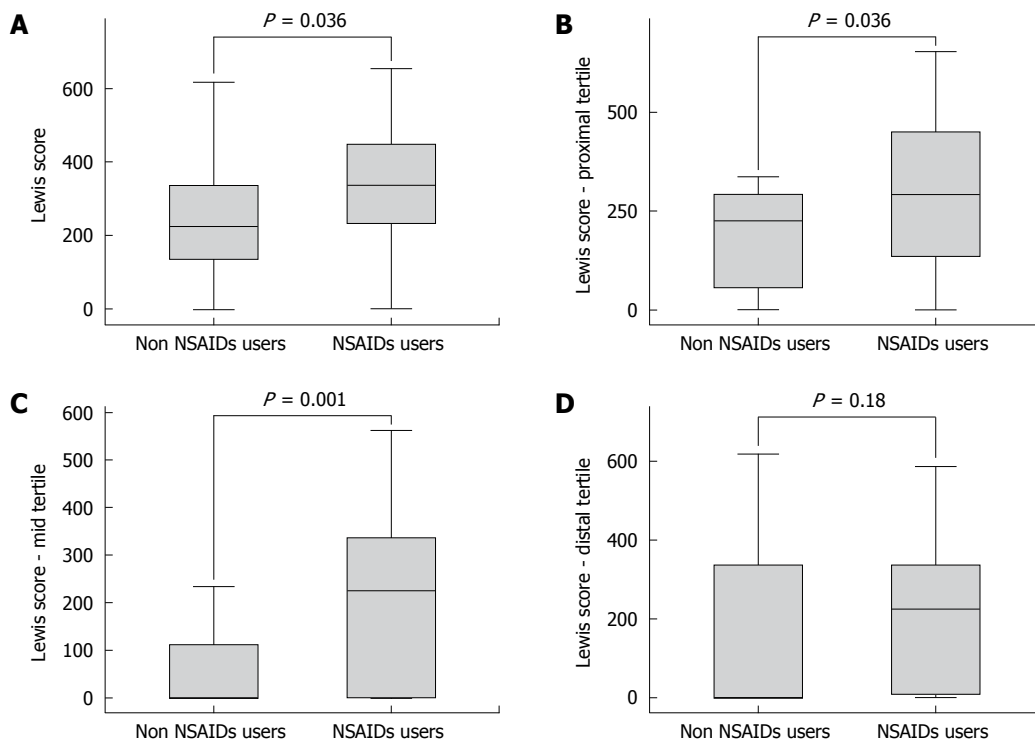 A
P = 0.036
Lewis score
600
400
200
0
Non NSAIDs users
NSAIDs users
B
P = 0.036
Lewis score - proximal tertile
500
250
0
Non NSAIDs users
NSAIDs users
C
P = 0.001
Lewis score - mid tertile
600
500
400
300
200
100
0
Non NSAIDs users
NSAIDs users
D
P = 0.18
Lewis score - distal tertile
600
400
200
0
Non NSAIDs users
NSAIDs users